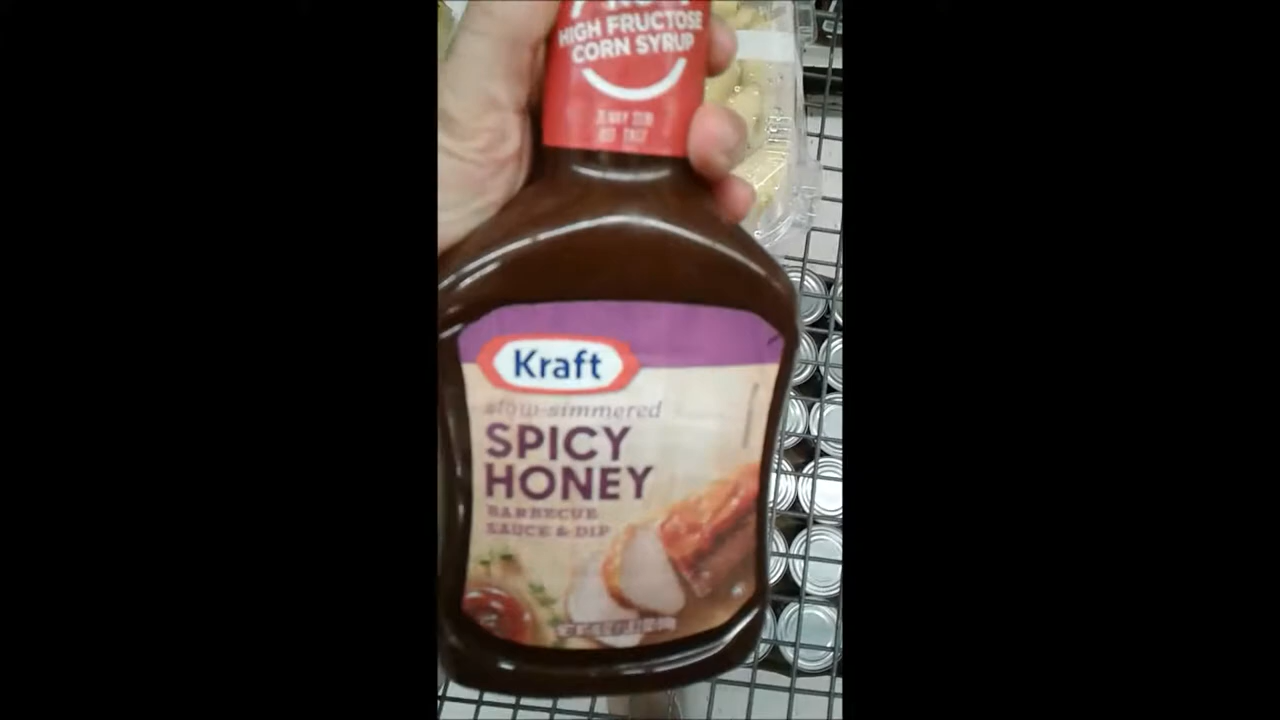 HIGH FRUCTOSE
CORN SYRUP
Kraft
slow-simmered
SPICY
HONEY
BARBECUE
SAUCE & DIP